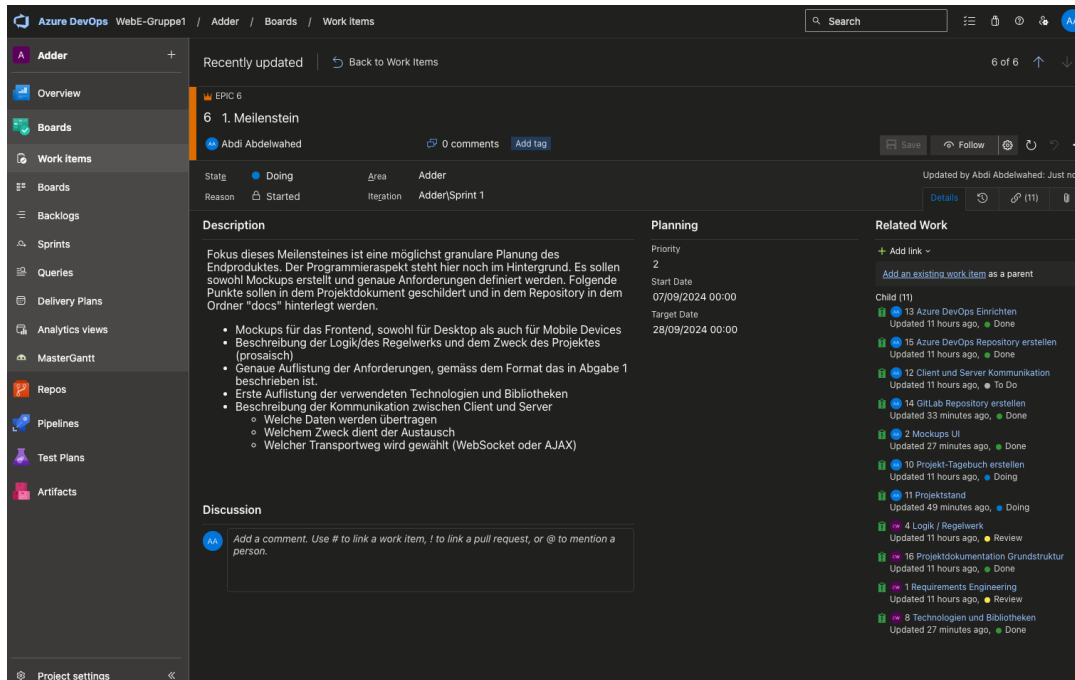 Azure DevOps WebE-Gruppe1 / Adder / Boards / Work items
Search
AA
A Adder +
Overview
Boards
Work items
Boards
Backlogs
Sprints
Queries
Delivery Plans
Analytics views
MasterGantt
Repos
Pipelines
Test Plans
Artifacts
Project settings
Recently updated Back to Work Items
6 of 6
EPIC 6
6 1. Meilenstein
AA Abdi Abdelwahed
0 comments Add tag
Save Follow
State Doing Area Adder
Updated by Abdi Abdelwahed: Just no
Reason Started Iteration Adder\Sprint 1
Details (11)
Description
Fokus dieses Meilensteines ist eine möglichst granulare Planung des
Endproduktes. Der Programmieraspekt steht hier noch im Hintergrund. Es sollen
sowohl Mockups erstellt und genaue Anforderungen definiert werden. Folgende
Punkte sollen in dem Projektdokument geschildert und in dem Repository in dem
Ordner "docs" hinterlegt werden.
• Mockups für das Frontend, sowohl für Desktop als auch für Mobile Devices
• Beschreibung der Logik/des Regelwerks und dem Zweck des Projektes
(prosaisch)
• Genaue Auflistung der Anforderungen, gemäss dem Format das in Abgabe 1
beschrieben ist.
• Erste Auflistung der verwendeten Technologien und Bibliotheken
• Beschreibung der Kommunikation zwischen Client und Server
◦ Welche Daten werden übertragen
◦ Welchem Zweck dient der Austausch
◦ Welcher Transportweg wird gewählt (WebSocket oder AJAX)
Discussion
AA
Add a comment. Use # to link a work item, ! to link a pull request, or @ to mention a
person.
Planning
Priority
2
Start Date
07/09/2024 00:00
Target Date
28/09/2024 00:00
Related Work
+ Add link
Add an existing work item as a parent
Child (11)
AA 13 Azure DevOps Einrichten
Updated 11 hours ago, Done
AA 15 Azure DevOps Repository erstellen
Updated 11 hours ago, Done
AA 12 Client und Server Kommunikation
Updated 11 hours ago, To Do
AA 14 GitLab Repository erstellen
Updated 33 minutes ago, Done
AA 2 Mockups UI
Updated 27 minutes ago, Done
AA 10 Projekt-Tagebuch erstellen
Updated 11 hours ago, Doing
AA 11 Projektstand
Updated 49 minutes ago, Doing
4 Logik / Regelwerk
Updated 11 hours ago, Review
16 Projektdokumentation Grundstruktur
Updated 11 hours ago, Done
1 Requirements Engineering
Updated 11 hours ago, Review
8 Technologien und Bibliotheken
Updated 27 minutes ago, Done